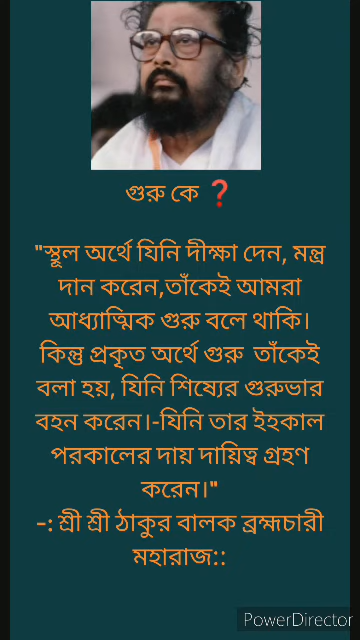 গুরু কে ❓
"স্থূল অর্থে যিনি দীক্ষা দেন, মন্ত্র
দান করেন,তাঁকেই আমরা
আধ্যাত্মিক গুরু বলে থাকি।
কিন্তু প্রকৃত অর্থে গুরু তাঁকেই
বলা হয়, যিনি শিষ্যের গুরুভার
বহন করেন।-যিনি তার ইহকাল
পরকালের দায় দায়িত্ব গ্রহণ
করেন।"
-: শ্রী শ্রী ঠাকুর বালক ব্রহ্মচারী
মহারাজ::
PowerDirector